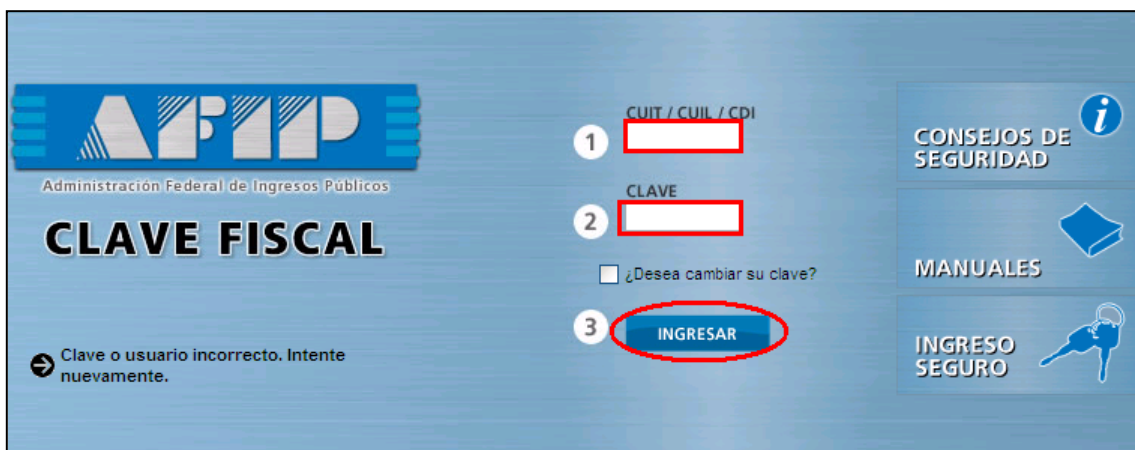 AFIP
Administración Federal de Ingresos Públicos
CLAVE FISCAL
Clave o usuario incorrecto. Intente
nuevamente.
CUIT / CUIL / CDI
1
CLAVE
2
¿Desea cambiar su clave?
3
INGRESAR
CONSEJOS DE
SEGURIDAD
i
MANUALES
INGRESO
SEGURO